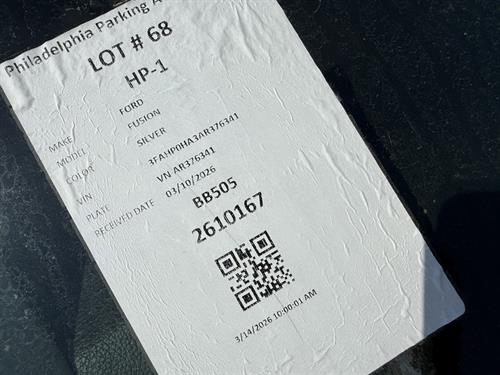 Philadelphia Parking A
LOT # 68
HP-1
MAKE FORD
MODEL FUSION
COLOR SILVER
VIN 3FAHP0HA3AR376341
PLATE VN AR376341
RECEIVED DATE 03/10/2026
BB505
2610167
3/14/2026 10:00:01 AM